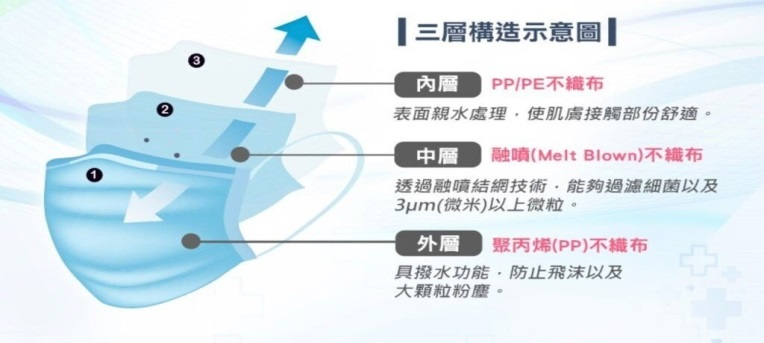 三層構造示意圖
3
內層 PP/PE不織布
表面親水處理，使肌膚接觸部份舒適。
2
中層 融噴(Melt Blown)不織布
1
透過融噴結網技術，能夠過濾細菌以及
3μm(微米)以上微粒。
外層 聚丙烯(PP)不織布
具撥水功能，防止飛沫以及
大顆粒粉塵。